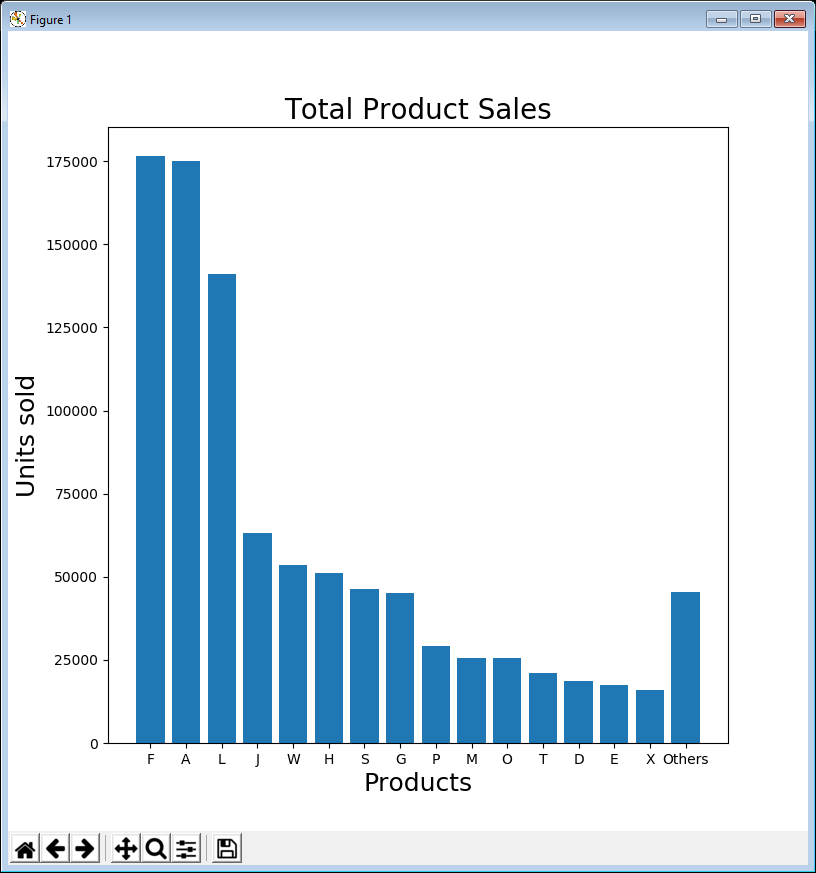 Figure 1
Total Product Sales
175000
150000
125000
100000
75000
50000
25000
0
Units sold
F A L J W H S G P M O T D E X Others
Products